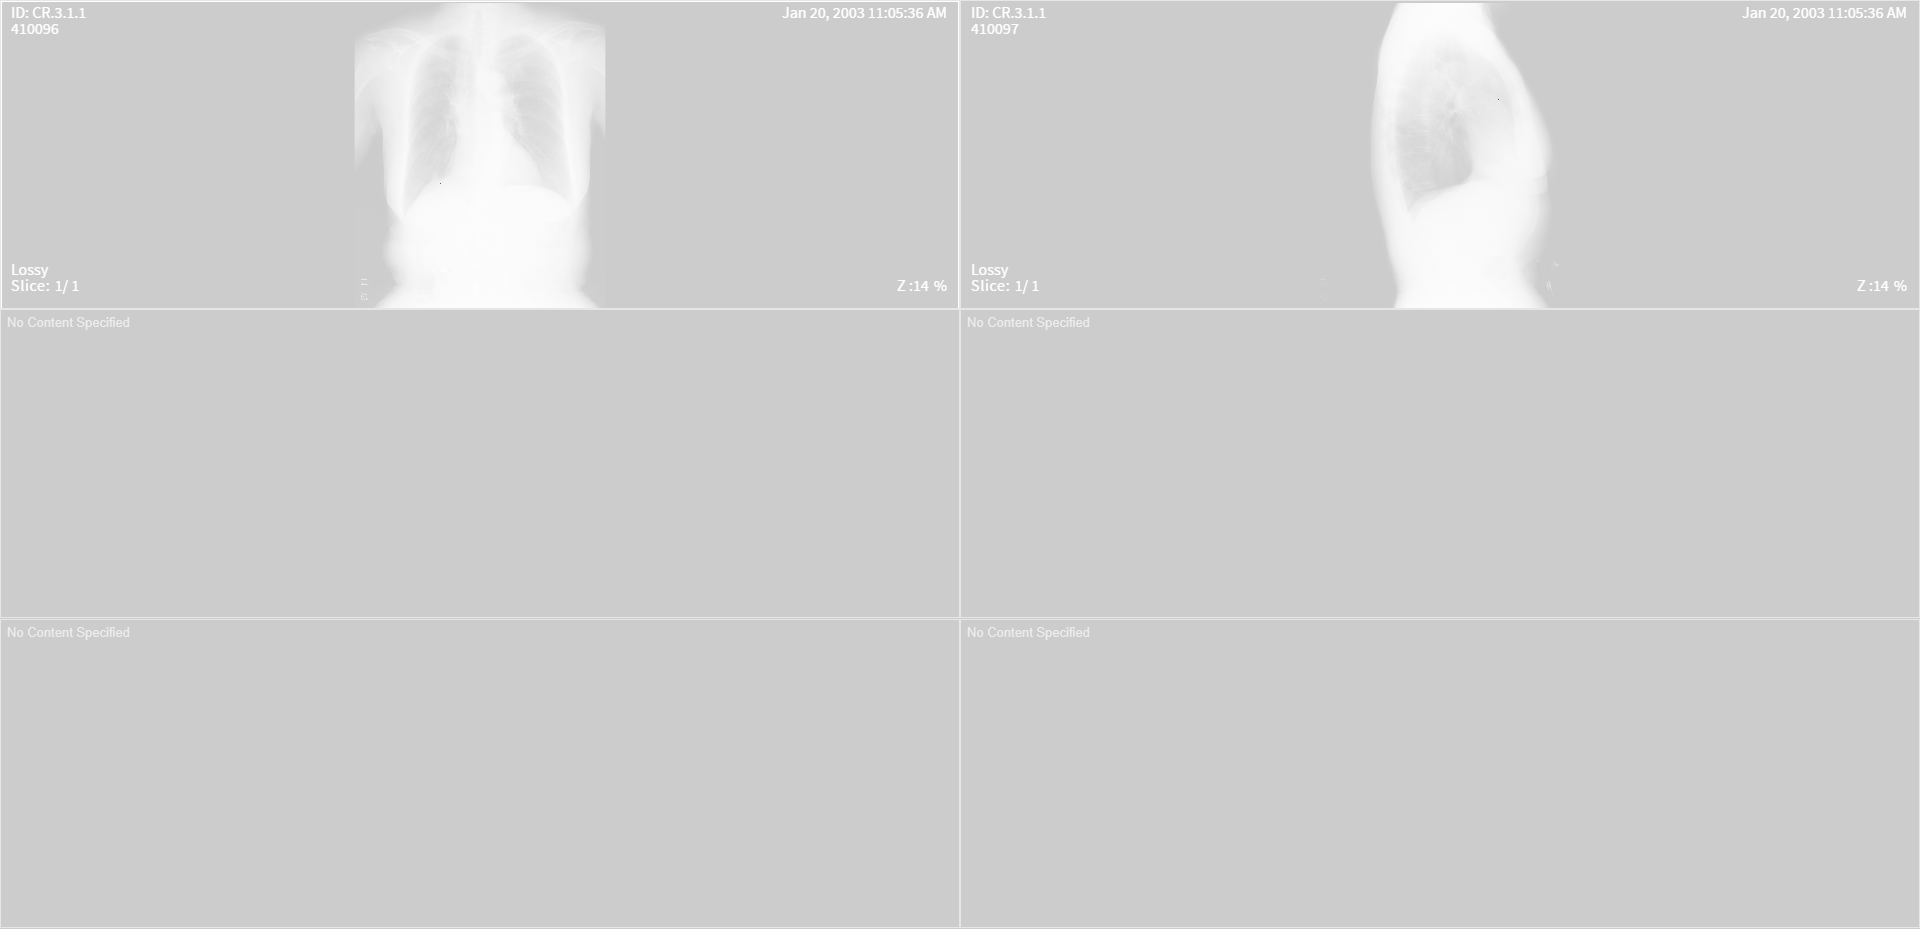 ID: CR.3.1.1
410096
Jan 20, 2003 11:05:36 AM
Lossy
Slice: 1/ 1
Z :14 %
ID: CR.3.1.1
410097
Jan 20, 2003 11:05:36 AM
Lossy
Slice: 1/ 1
Z :14 %
No Content Specified
No Content Specified
No Content Specified
No Content Specified